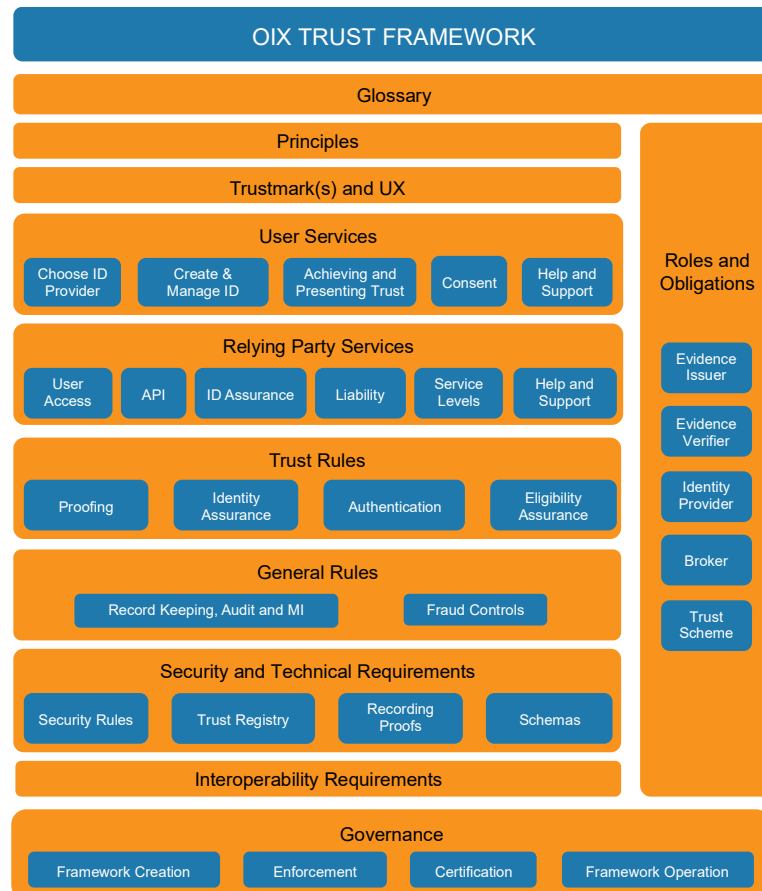 OIX TRUST FRAMEWORK
Glossary
Principles
Trustmark(s) and UX
User Services
Choose ID
Provider
Create &
Manage ID
Achieving and
Presenting Trust
Consent
Help and
Support
Relying Party Services
User
Access
API
ID Assurance
Liability
Service
Levels
Help and
Support
Trust Rules
Proofing
Identity
Assurance
Authentication
Eligibility
Assurance
General Rules
Record Keeping, Audit and MI
Fraud Controls
Security and Technical Requirements
Security Rules
Trust Registry
Recording
Proofs
Schemas
Interoperability Requirements
Roles and
Obligations
Evidence
Issuer
Evidence
Verifier
Identity
Provider
Broker
Trust
Scheme
Governance
Framework Creation
Enforcement
Certification
Framework Operation